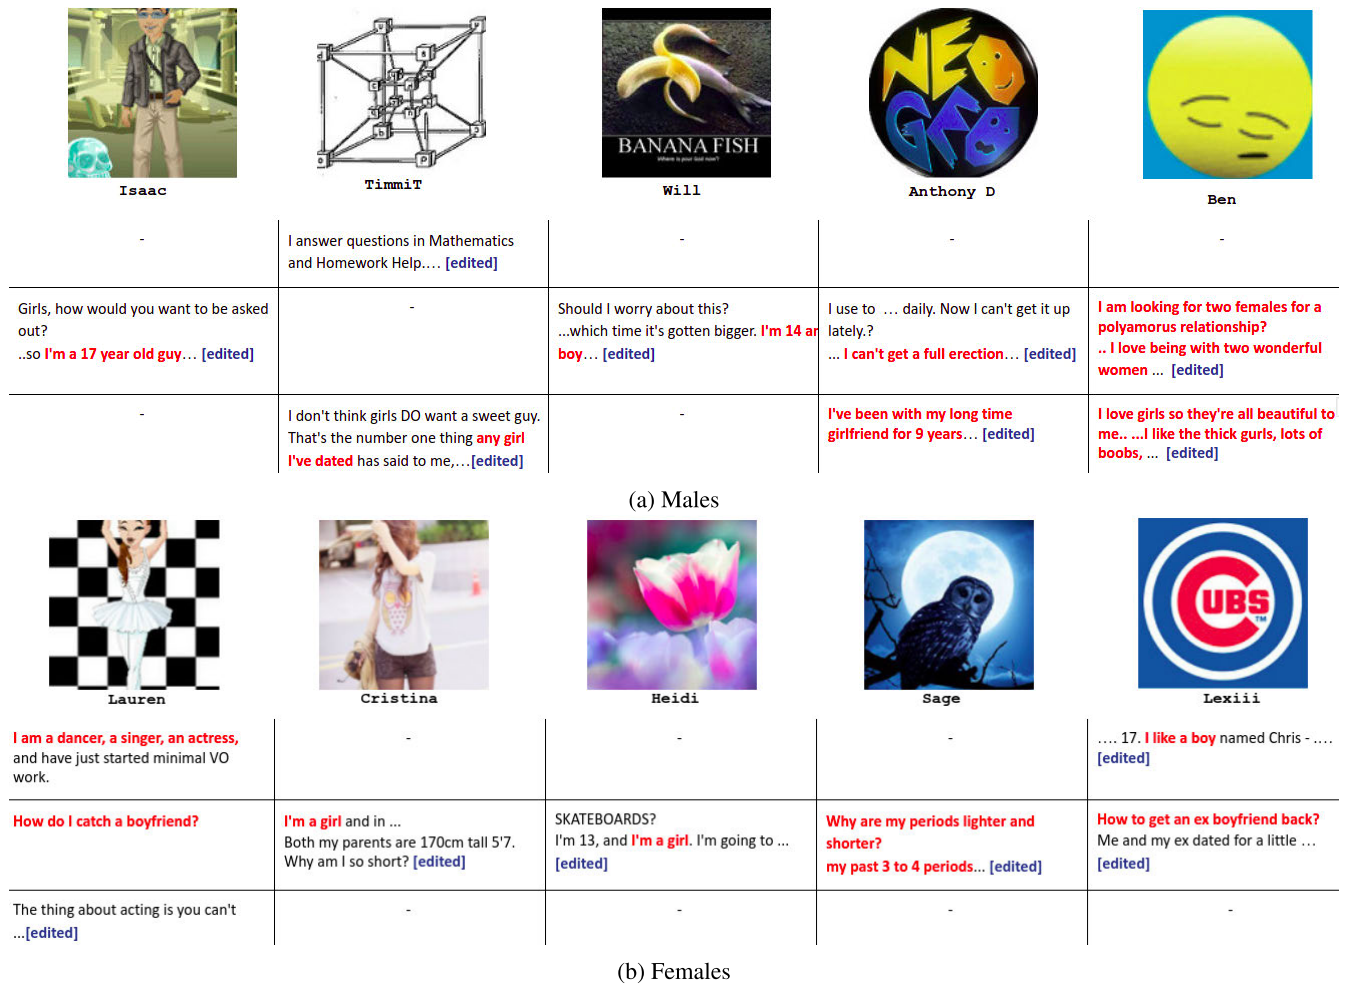 BANANA FISH
Where is your God now?
NEO
GEO
Isaac
TimmiT
Will
Anthony D
Ben
-
I answer questions in Mathematics
and Homework Help.... [edited]
-
-
-
Girls, how would you want to be asked
out?
..so I'm a 17 year old guy... [edited]
-
Should I worry about this?
...which time it's gotten bigger. I'm 14 ar
boy... [edited]
I use to ... daily. Now I can't get it up
lately.?
... I can't get a full erection... [edited]
I am looking for two females for a
polyamorus relationship?
.. I love being with two wonderful
women ... [edited]
-
I don't think girls DO want a sweet guy.
That's the number one thing any girl
I've dated has said to me,...[edited]
-
I've been with my long time
girlfriend for 9 years... [edited]
I love girls so they're all beautiful to
me.. ...I like the thick gurls, lots of
boobs, ... [edited]
(a) Males
CUBS
TM
Lauren
Cristina
Heidi
Sage
Lexiii
I am a dancer, a singer, an actress,
and have just started minimal VO
work.
-
-
-
.... 17. I like a boy named Chris - ....
[edited]
How do I catch a boyfriend?
I'm a girl and in ...
Both my parents are 170cm tall 5'7.
Why am I so short? [edited]
SKATEBOARDS?
I'm 13, and I'm a girl. I'm going to ...
[edited]
Why are my periods lighter and
shorter?
my past 3 to 4 periods... [edited]
How to get an ex boyfriend back?
Me and my ex dated for a little ...
[edited]
The thing about acting is you can't
...[edited]
-
-
-
-
(b) Females